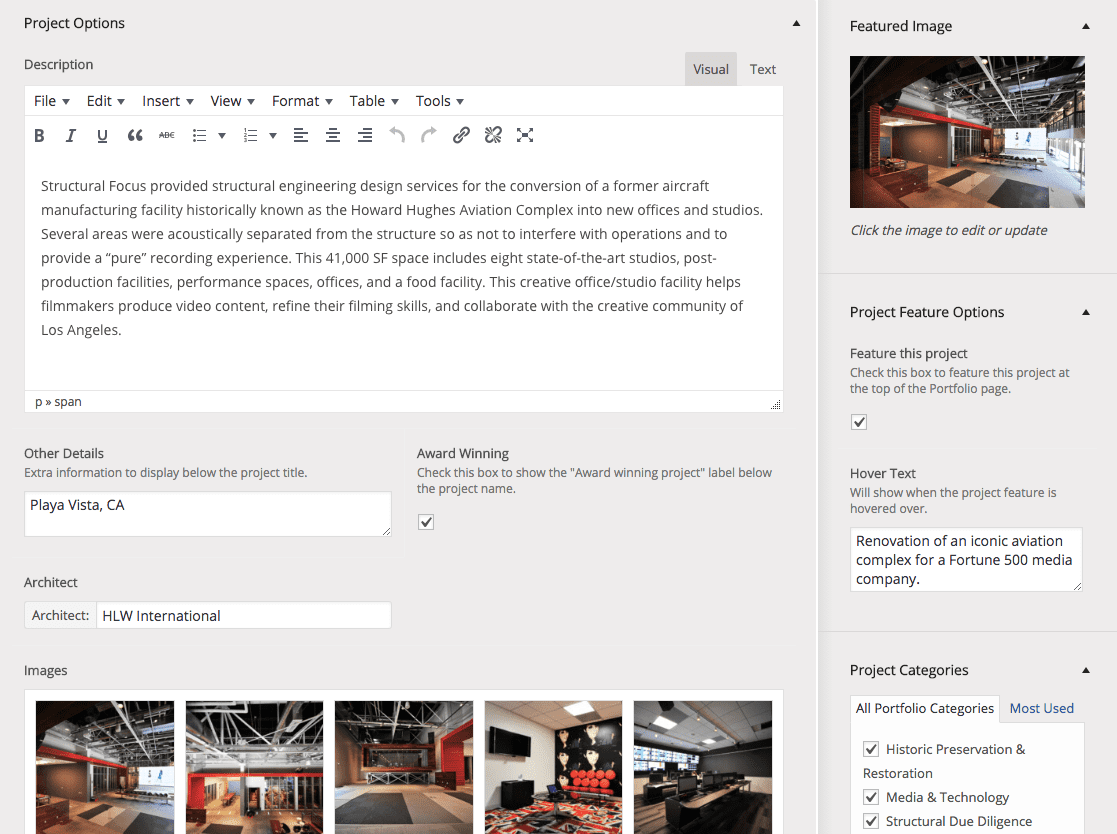 Project Options
Description
Visual Text
File Edit Insert View Format Table Tools
B I U ABC
Structural Focus provided structural engineering design services for the conversion of a former aircraft
manufacturing facility historically known as the Howard Hughes Aviation Complex into new offices and studios.
Several areas were acoustically separated from the structure so as not to interfere with operations and to
provide a “pure” recording experience. This 41,000 SF space includes eight state-of-the-art studios, post-
production facilities, performance spaces, offices, and a food facility. This creative office/studio facility helps
filmmakers produce video content, refine their filming skills, and collaborate with the creative community of
Los Angeles.
p » span
Other Details
Extra information to display below the project title.
Playa Vista, CA
Award Winning
Check this box to show the "Award winning project" label below
the project name.
Architect
Architect: HLW International
Images
Featured Image
Click the image to edit or update
Project Feature Options
Feature this project
Check this box to feature this project at
the top of the Portfolio page.
Hover Text
Will show when the project feature is
hovered over.
Renovation of an iconic aviation
complex for a Fortune 500 media
company.
Project Categories
All Portfolio Categories Most Used
Historic Preservation &
Restoration
Media & Technology
Structural Due Diligence